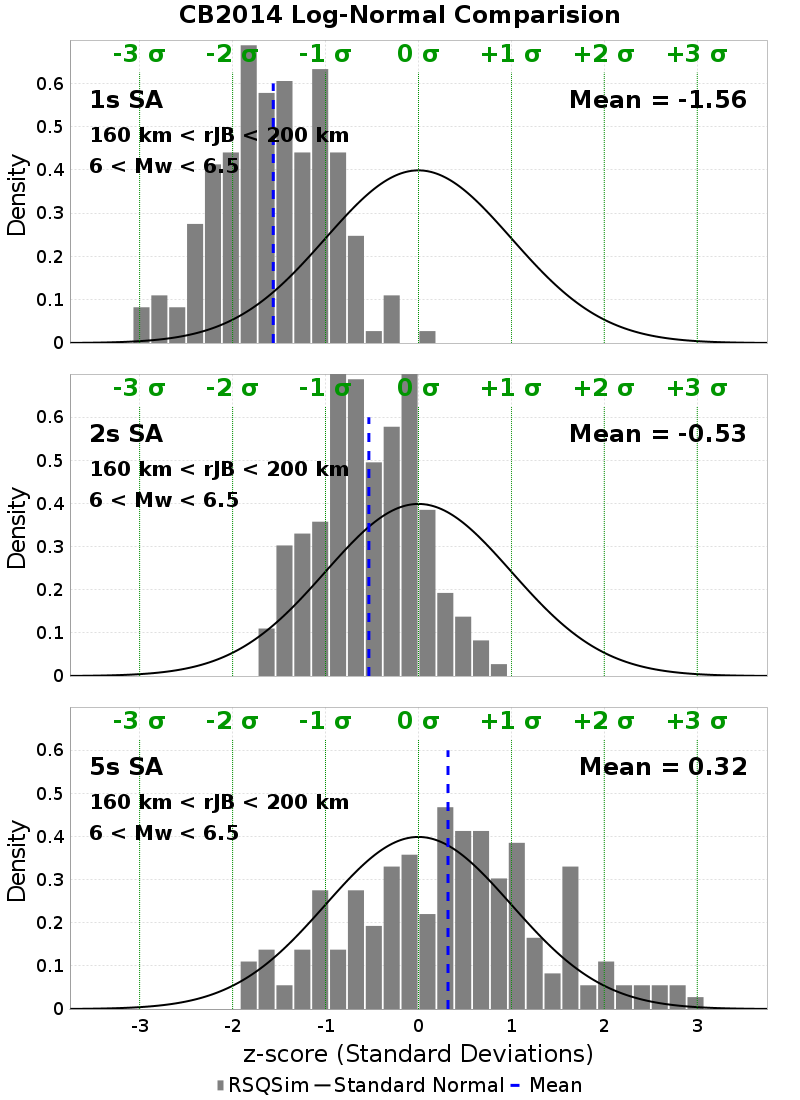 CB2014 Log-Normal Comparision
-3 σ -2 σ -1 σ 0 σ +1 σ +2 σ +3 σ
0.6
1s SA Mean = -1.56
0.5
160 km < rJB < 200 km
6 < Mw < 6.5
0.4
0.3
0.2
0.1
0
Density
-3 σ -2 σ -1 σ 0 σ +1 σ +2 σ +3 σ
0.6
2s SA Mean = -0.53
0.5
160 km < rJB < 200 km
6 < Mw < 6.5
0.4
0.3
0.2
0.1
0
Density
-3 σ -2 σ -1 σ 0 σ +1 σ +2 σ +3 σ
0.6
5s SA Mean = 0.32
0.5
160 km < rJB < 200 km
6 < Mw < 6.5
0.4
0.3
0.2
0.1
0
Density
-3 -2 -1 0 1 2 3
z-score (Standard Deviations)
RSQSim Standard Normal Mean